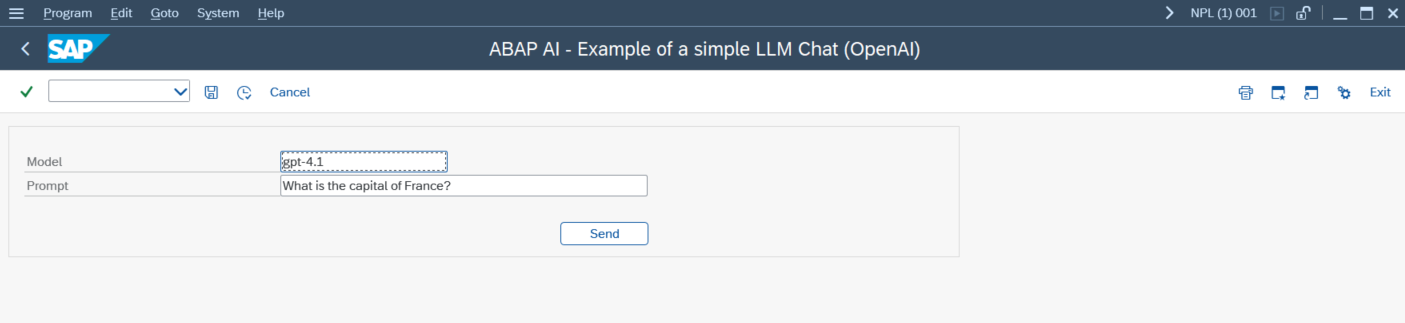 Program Edit Goto System Help NPL (1) 001
SAP ABAP AI - Example of a simple LLM Chat (OpenAI)
Cancel Exit
Model gpt-4.1
Prompt What is the capital of France?
Send